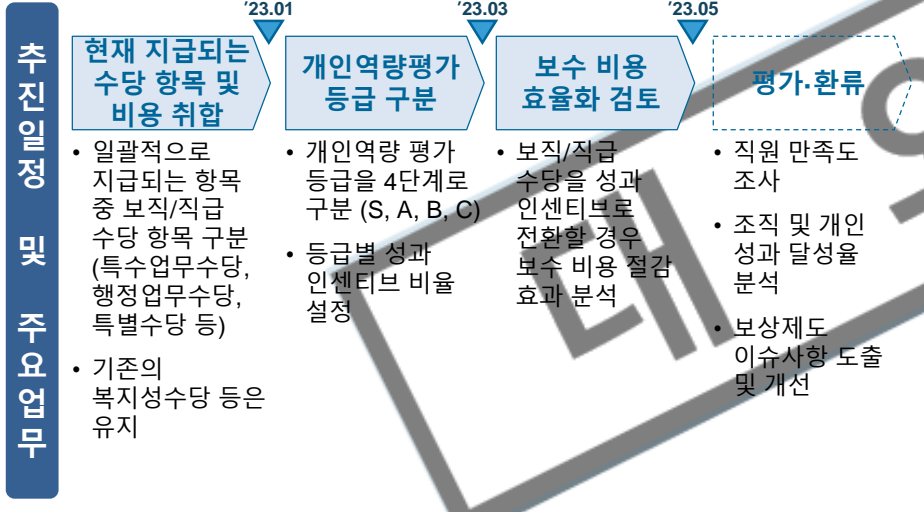 '23.01
'23.03
'23.05
추진일정 및 주요업무
현재 지급되는
수당 항목 및
비용 취합
개인역량평가
등급 구분
보수 비용
효율화 검토
평가·환류
• 일괄적으로
지급되는 항목
중 보직/직급
수당 항목 구분
(특수업무수당,
행정업무수당,
특별수당 등)
• 기존의
복지성수당 등은
유지
• 개인역량 평가
등급을 4단계로
구분 (S, A, B, C)
• 등급별 성과
인센티브 비율
설정
• 보직/직급
수당을 성과
인센티브로
전환할 경우
보수 비용 절감
효과 분석
• 직원 만족도
조사
• 조직 및 개인
성과 달성율
분석
• 보상제도
이슈사항 도출
및 개선
대